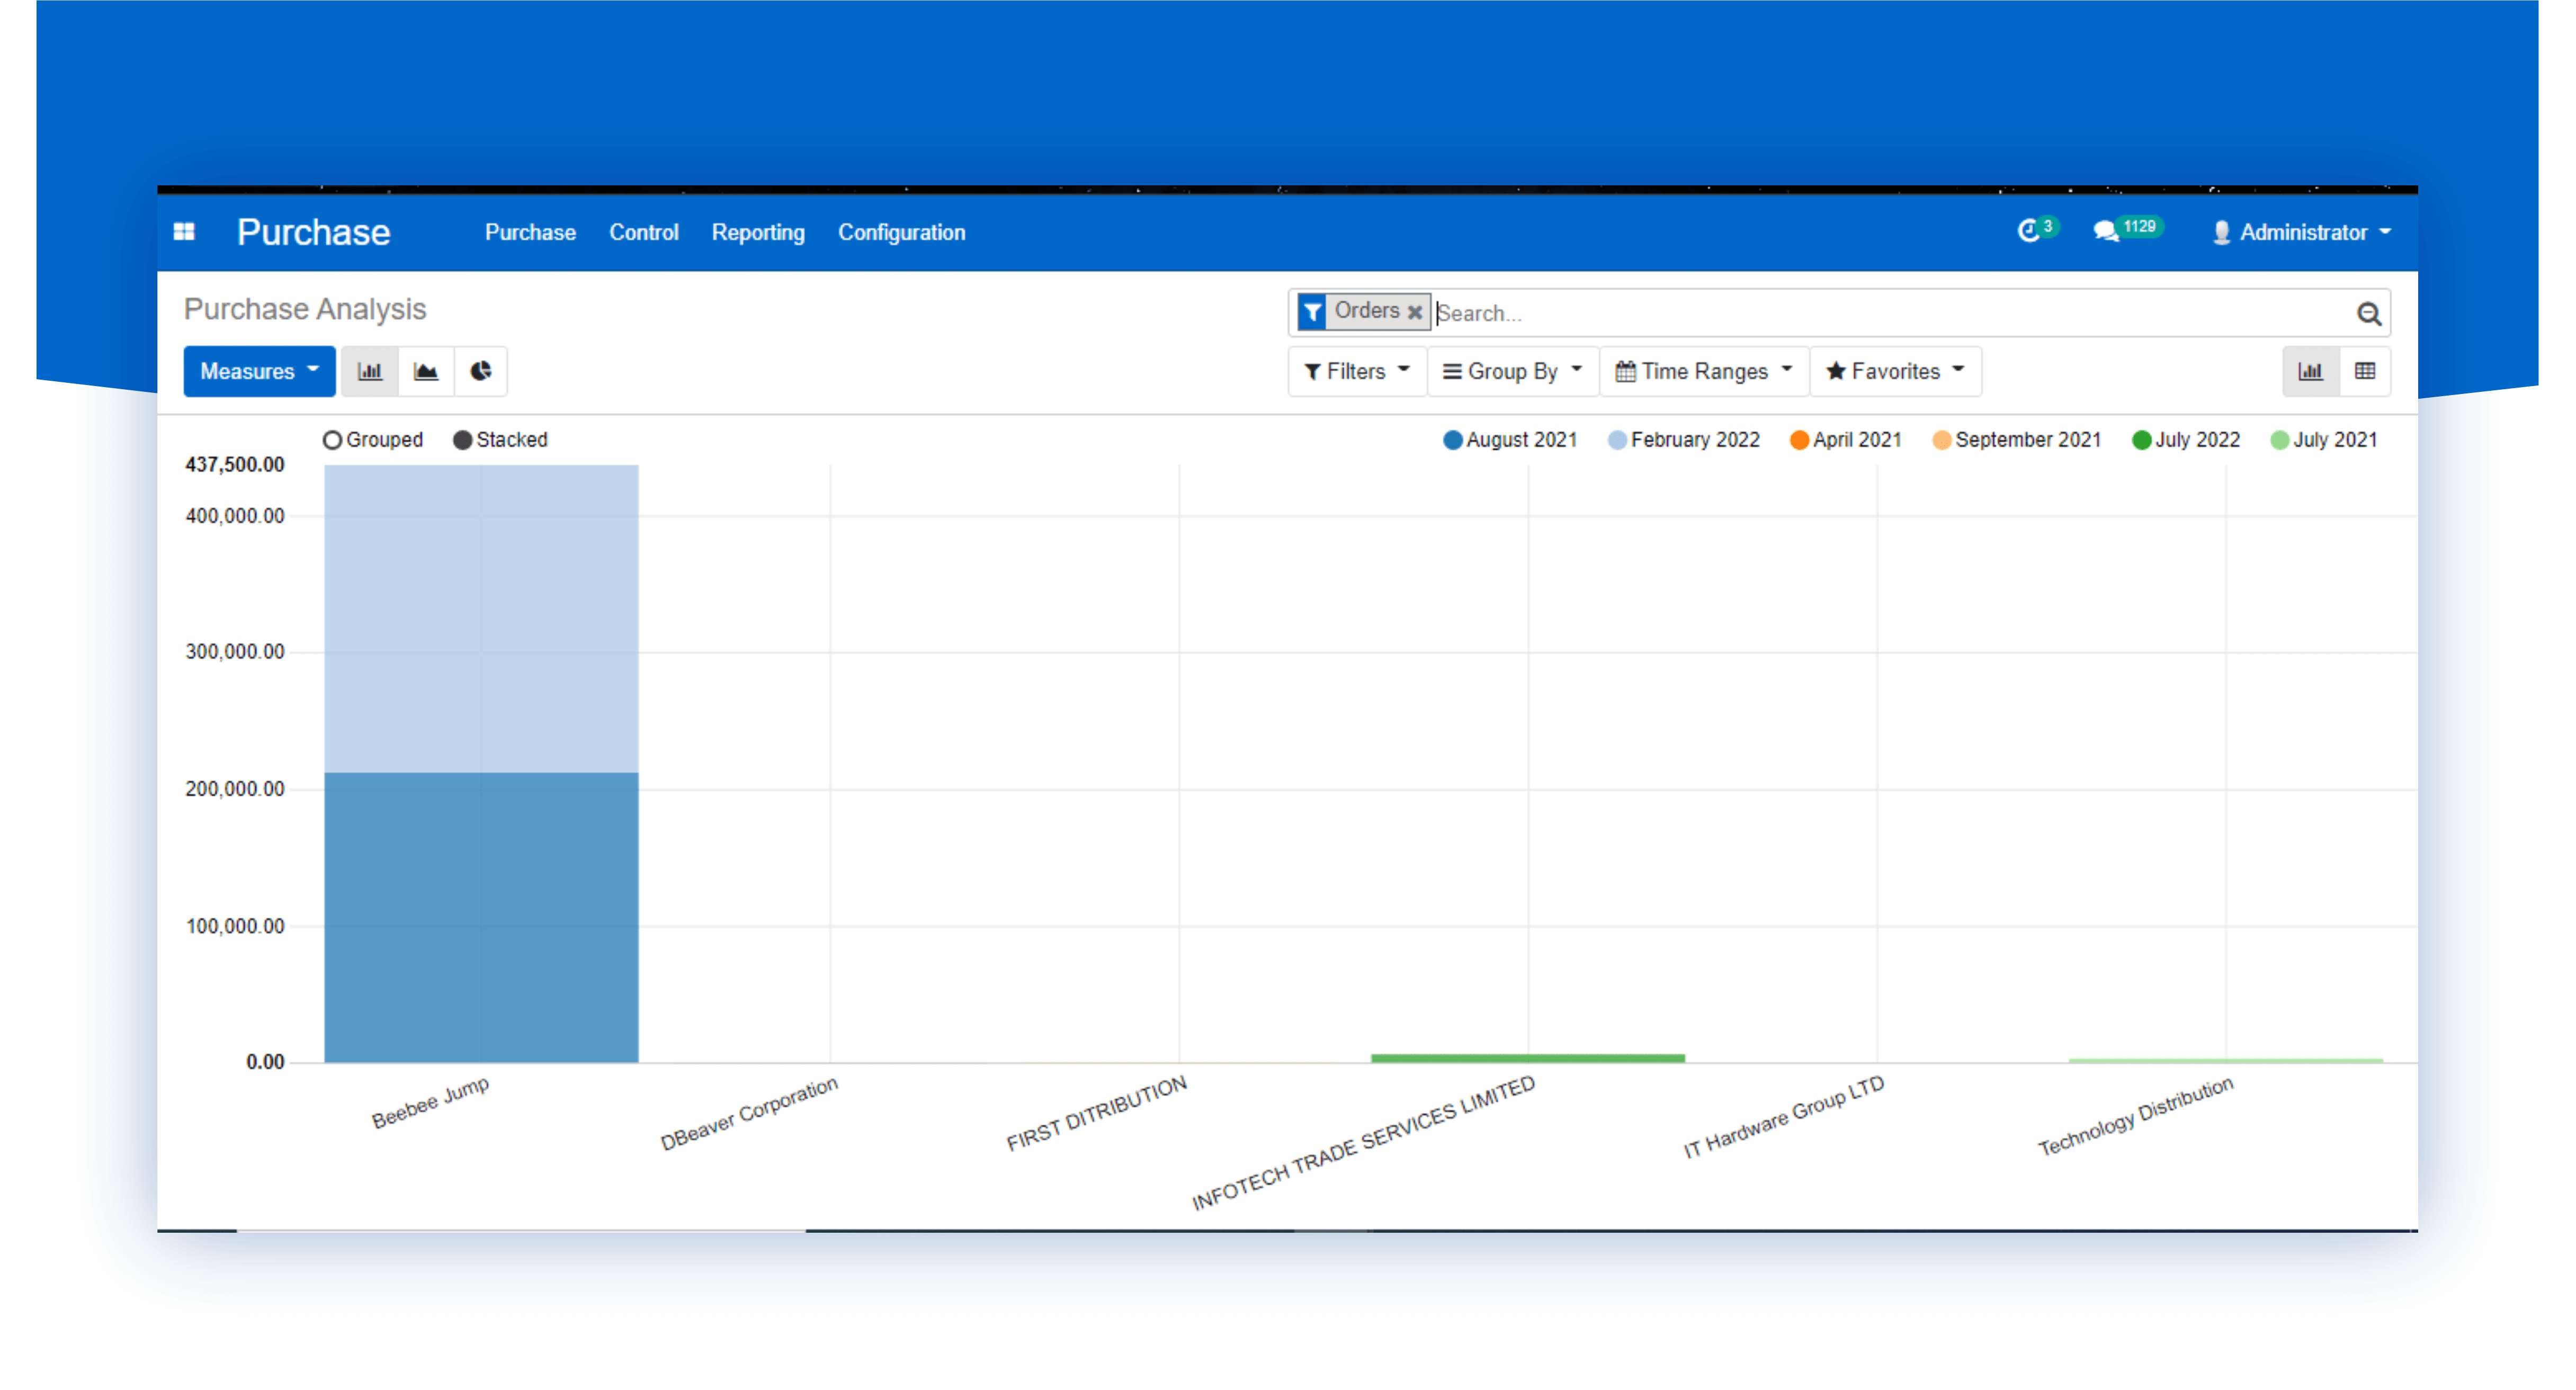 Purchase Purchase Control Reporting Configuration 3 1129 Administrator
Purchase Analysis
Orders Search...
Measures Filters Group By Time Ranges Favorites
Grouped Stacked August 2021 February 2022 April 2021 September 2021 July 2022 July 2021
437,500.00
400,000.00
300,000.00
200,000.00
100,000.00
0.00
Beebee Jump
DBeaver Corporation
FIRST DITRIBUTION
INFOTECH TRADE SERVICES LIMITED
IT Hardware Group LTD
Technology Distribution